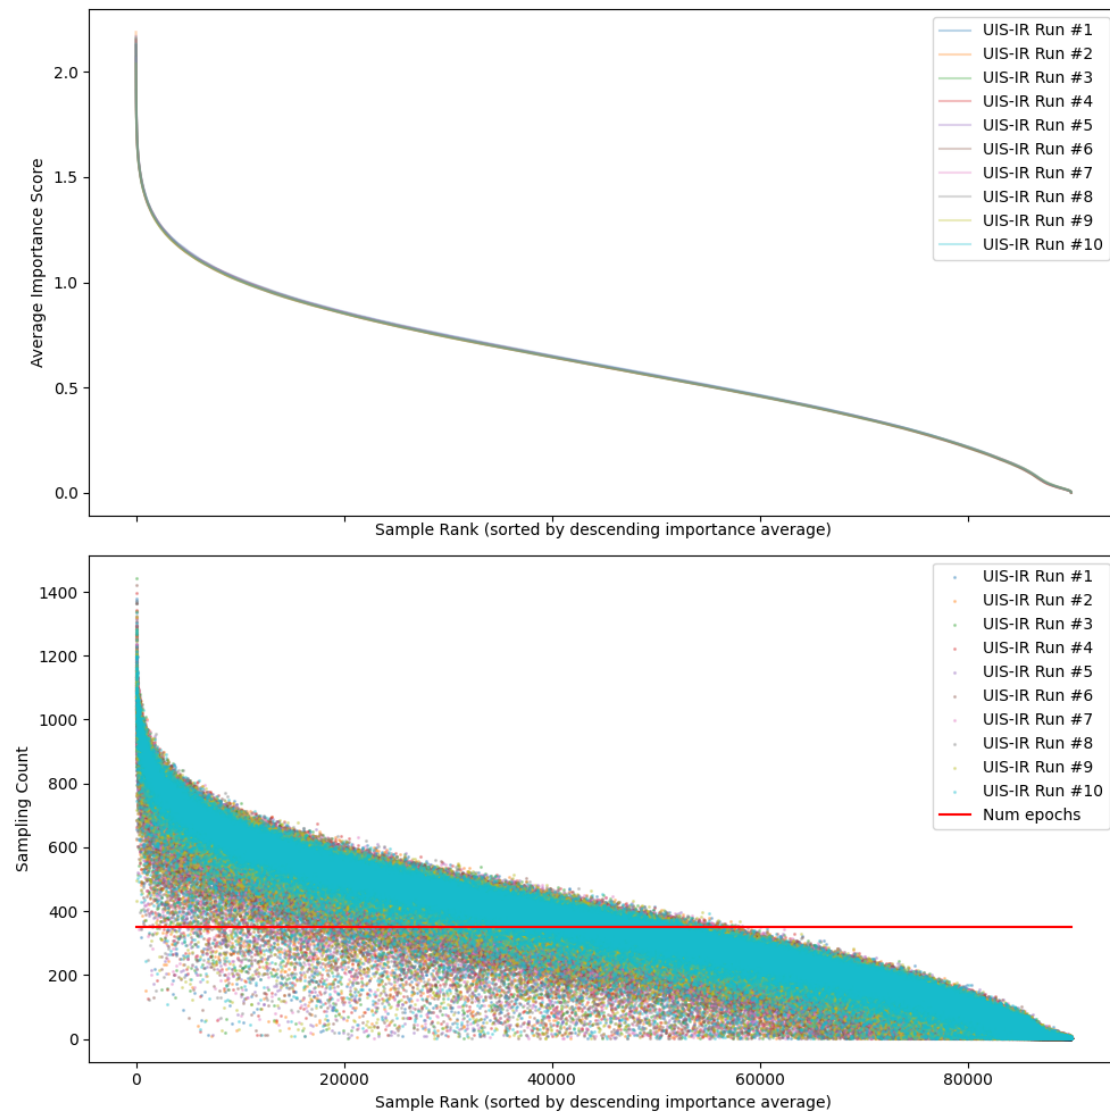 UIS-IR Run #1
UIS-IR Run #2
UIS-IR Run #3
UIS-IR Run #4
UIS-IR Run #5
UIS-IR Run #6
UIS-IR Run #7
UIS-IR Run #8
UIS-IR Run #9
UIS-IR Run #10
Average Importance Score
2.0
1.5
1.0
0.5
0.0
Sample Rank (sorted by descending importance average)
UIS-IR Run #1
UIS-IR Run #2
UIS-IR Run #3
UIS-IR Run #4
UIS-IR Run #5
UIS-IR Run #6
UIS-IR Run #7
UIS-IR Run #8
UIS-IR Run #9
UIS-IR Run #10
Num epochs
Sampling Count
1400
1200
1000
800
600
400
200
0
0 20000 40000 60000 80000
Sample Rank (sorted by descending importance average)